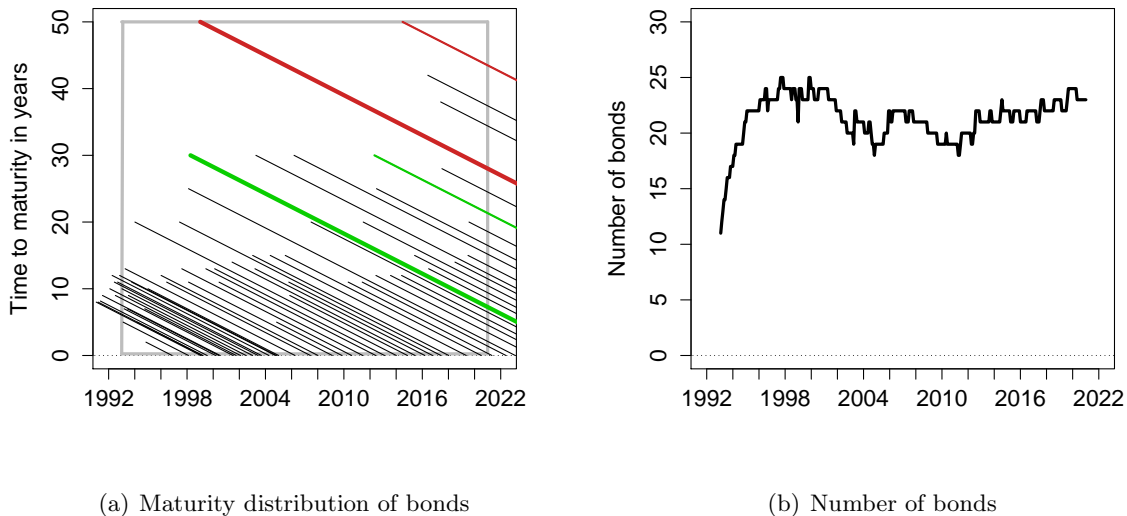 Time to maturity in years
50
40
30
20
10
0
1992 1998 2004 2010 2016 2022
(a) Maturity distribution of bonds
Number of bonds
30
25
20
15
10
5
0
1992 1998 2004 2010 2016 2022
(b) Number of bonds